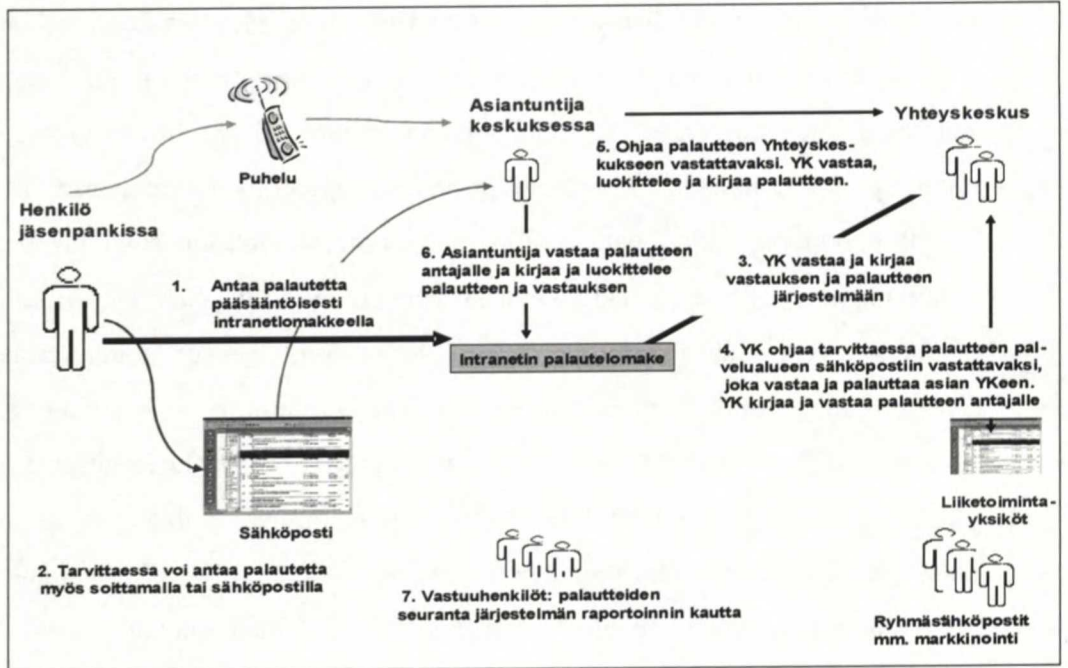 Asiantuntija
keskuksessa
Yhteyskeskus
Puhelu
5. Ohjaa palautteen Yhteyskes-
kukseen vastattavaksi. YK vastaa,
luokittelee ja kirjaa palautteen.
Henkilö
jäsenpankissa
6. Asiantuntija vastaa palautteen
antajalle ja kirjaa ja luokittelee
palautteen ja vastauksen
3. YK vastaa ja kirjaa
vastauksen ja palautteen
järjestelmään
1. Antaa palautetta
pääsääntöisesti
intranetlomakkeella
Intranetin palautelomake
4. YK ohjaa tarvittaessa palautteen pal-
velualueen sähköpostiin vastattavaksi,
joka vastaa ja palauttaa asian YKeen.
YK kirjaa ja vastaa palautteen antajalle
Sähköposti
Liiketoiminta-
yksiköt
2. Tarvittaessa voi antaa palautetta
myös soittamalla tai sähköpostilla
7. Vastuuhenkilöt: palautteiden
seuranta järjestelmän raportoinnin kautta
Ryhmäsähköpostit
mm. markkinointi